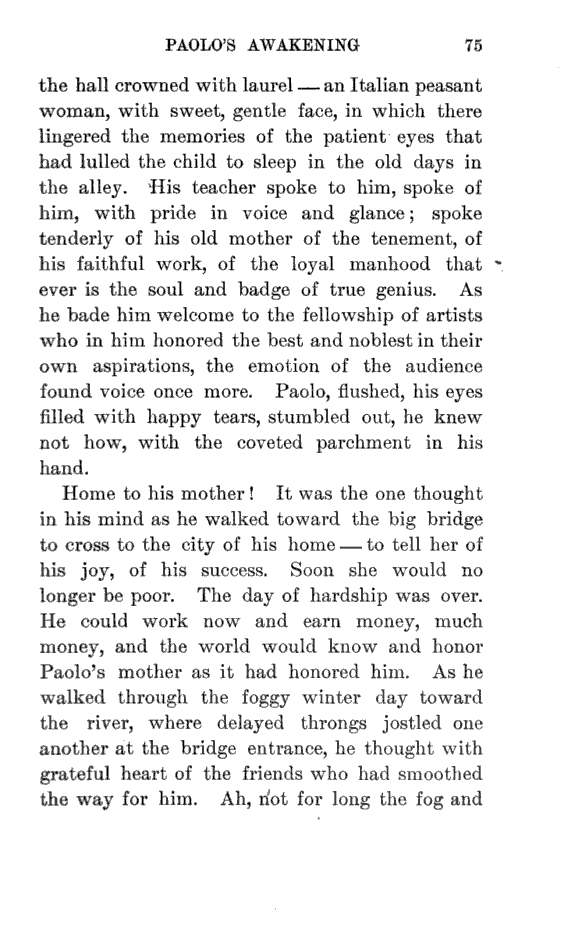 PAOLO'S AWAKENING 75
the hall crowned with laurel — an Italian peasant
woman, with sweet, gentle face, in which there
lingered the memories of the patient eyes that
had lulled the child to sleep in the old days in
the alley. His teacher spoke to him, spoke of
him, with pride in voice and glance; spoke
tenderly of his old mother of the tenement, of
his faithful work, of the loyal manhood that
ever is the soul and badge of true genius. As
he bade him welcome to the fellowship of artists
who in him honored the best and noblest in their
own aspirations, the emotion of the audience
found voice once more. Paolo, flushed, his eyes
filled with happy tears, stumbled out, he knew
not how, with the coveted parchment in his
hand.
Home to his mother! It was the one thought
in his mind as he walked toward the big bridge
to cross to the city of his home — to tell her of
his joy, of his success. Soon she would no
longer be poor. The day of hardship was over.
He could work now and earn money, much
money, and the world would know and honor
Paolo's mother as it had honored him. As he
walked through the foggy winter day toward
the river, where delayed throngs jostled one
another at the bridge entrance, he thought with
grateful heart of the friends who had smoothed
the way for him. Ah, not for long the fog and